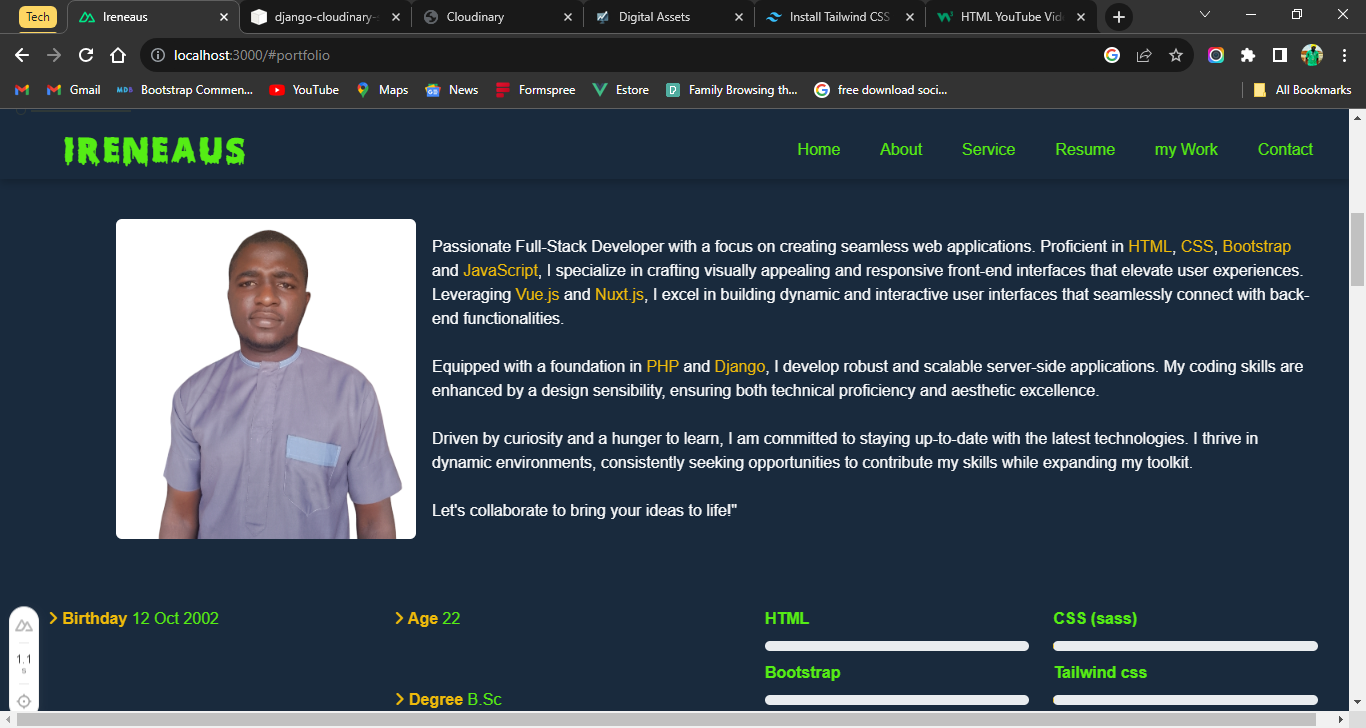 Tech
Ireneaus
django-cloudinary-
Cloudinary
Digital Assets
Install Tailwind CSS
HTML YouTube Vid
localhost:3000/#portfolio
Gmail
MDB
Bootstrap Commen...
YouTube
Maps
News
Formspree
Estore
Family Browsing th...
free download soci...
All Bookmarks
IRENEAUS
Home
About
Service
Resume
my Work
Contact
Passionate Full-Stack Developer with a focus on creating seamless web applications. Proficient in HTML, CSS, Bootstrap
and JavaScript, I specialize in crafting visually appealing and responsive front-end interfaces that elevate user experiences.
Leveraging Vue.js and Nuxt.js, I excel in building dynamic and interactive user interfaces that seamlessly connect with back-
end functionalities.
Equipped with a foundation in PHP and Django, I develop robust and scalable server-side applications. My coding skills are
enhanced by a design sensibility, ensuring both technical proficiency and aesthetic excellence.
Driven by curiosity and a hunger to learn, I am committed to staying up-to-date with the latest technologies. I thrive in
dynamic environments, consistently seeking opportunities to contribute my skills while expanding my toolkit.
Let's collaborate to bring your ideas to life!"
Birthday 12 Oct 2002
Age 22
Degree B.Sc
HTML
CSS (sass)
Bootstrap
Tailwind css
1.1
s